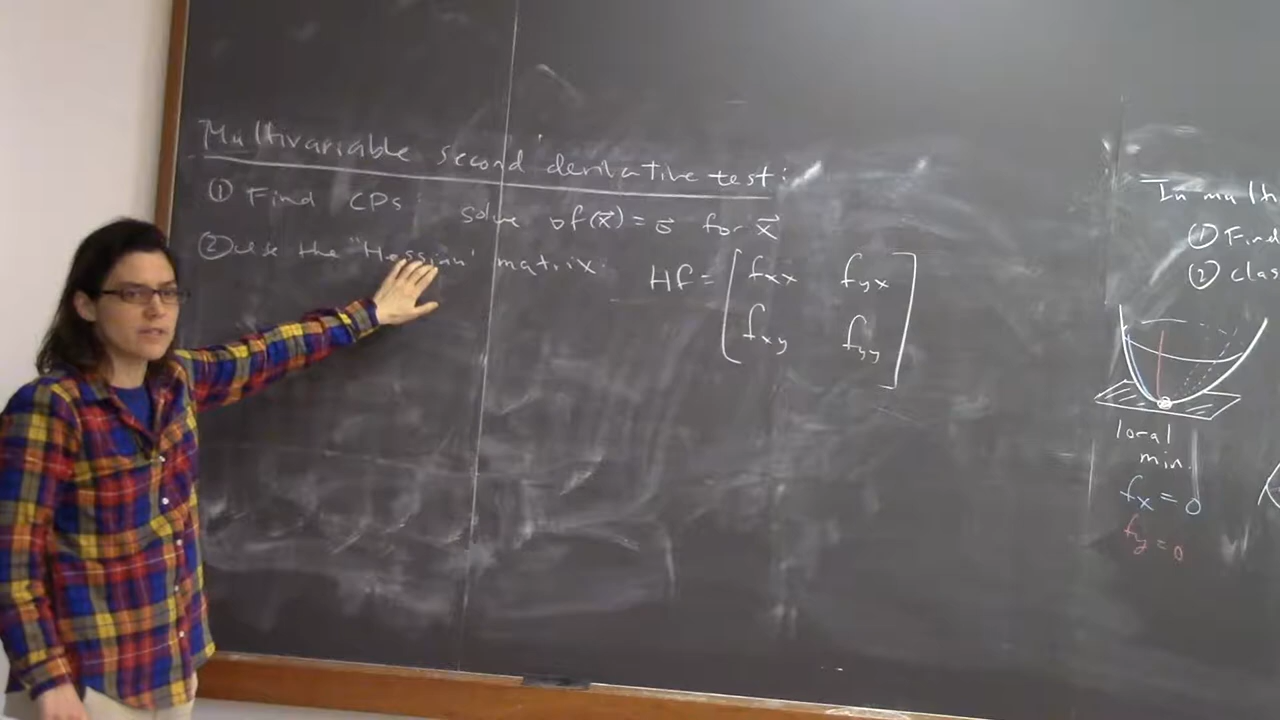 Multivariable second derivative test:
① Find CPs: solve ∇f(x⃗) = 0⃗ for x⃗
② use the "Hessian" matrix:
Hf = [ fxx fyx
fxy fyy ]
In multi
① Find
② Clas
local
min.
fx = 0
fy = 0